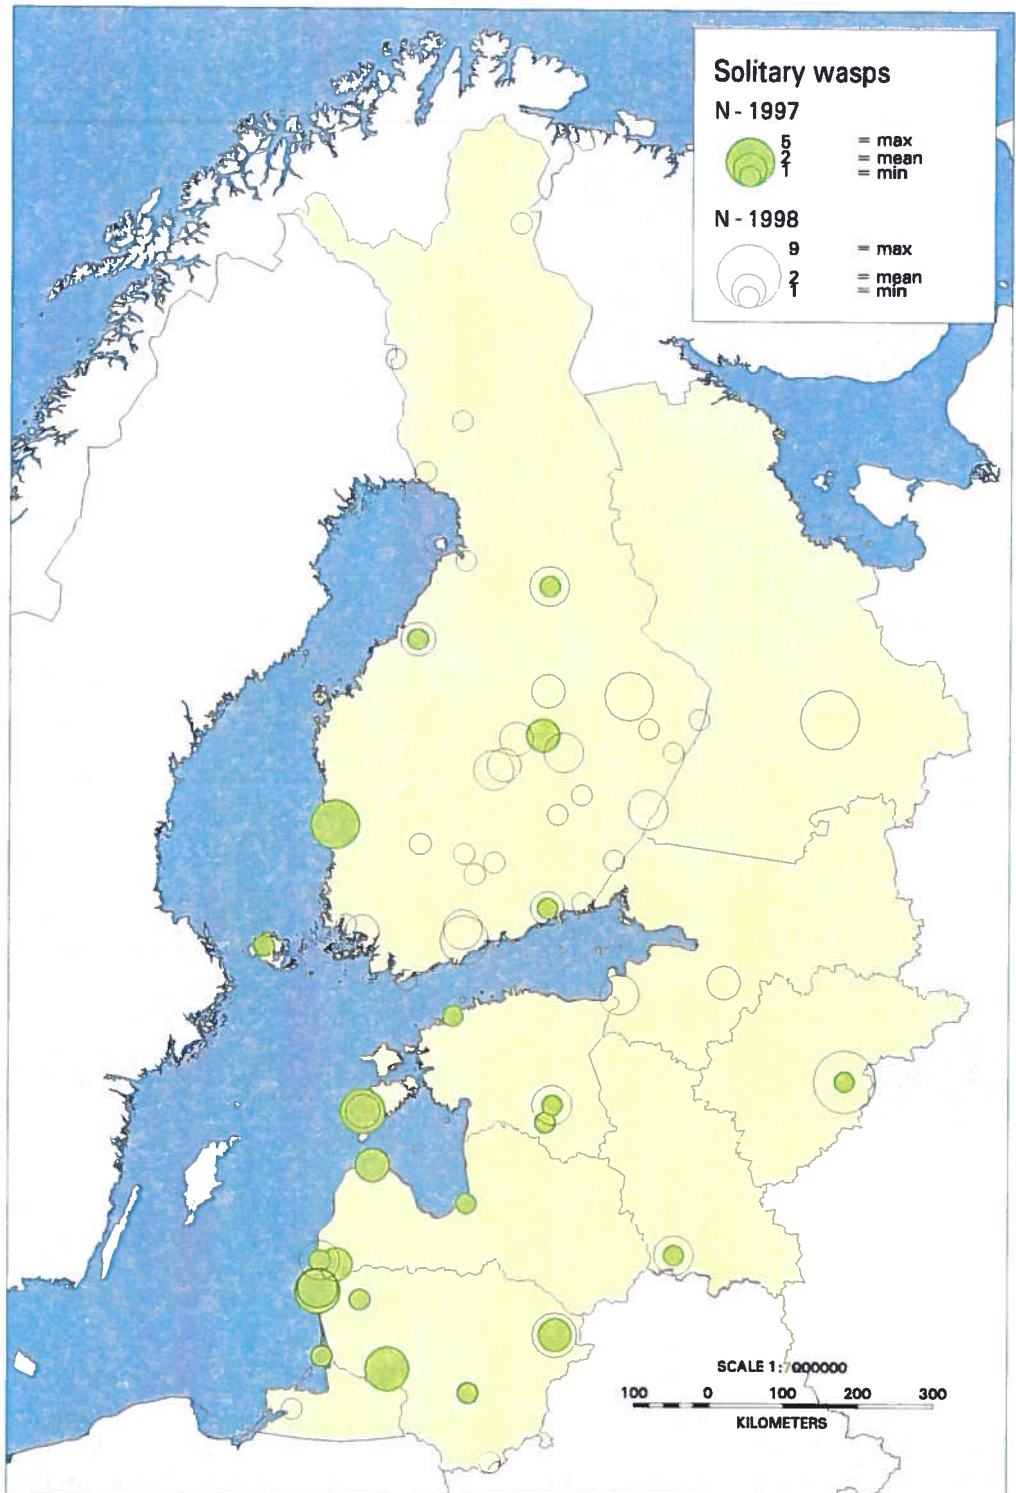 Solitary wasps
N - 1997
5 = max
2 = mean
1 = min
N - 1998
9 = max
2 = mean
1 = min
SCALE 1:7000000
100 0 100 200 300
KILOMETERS